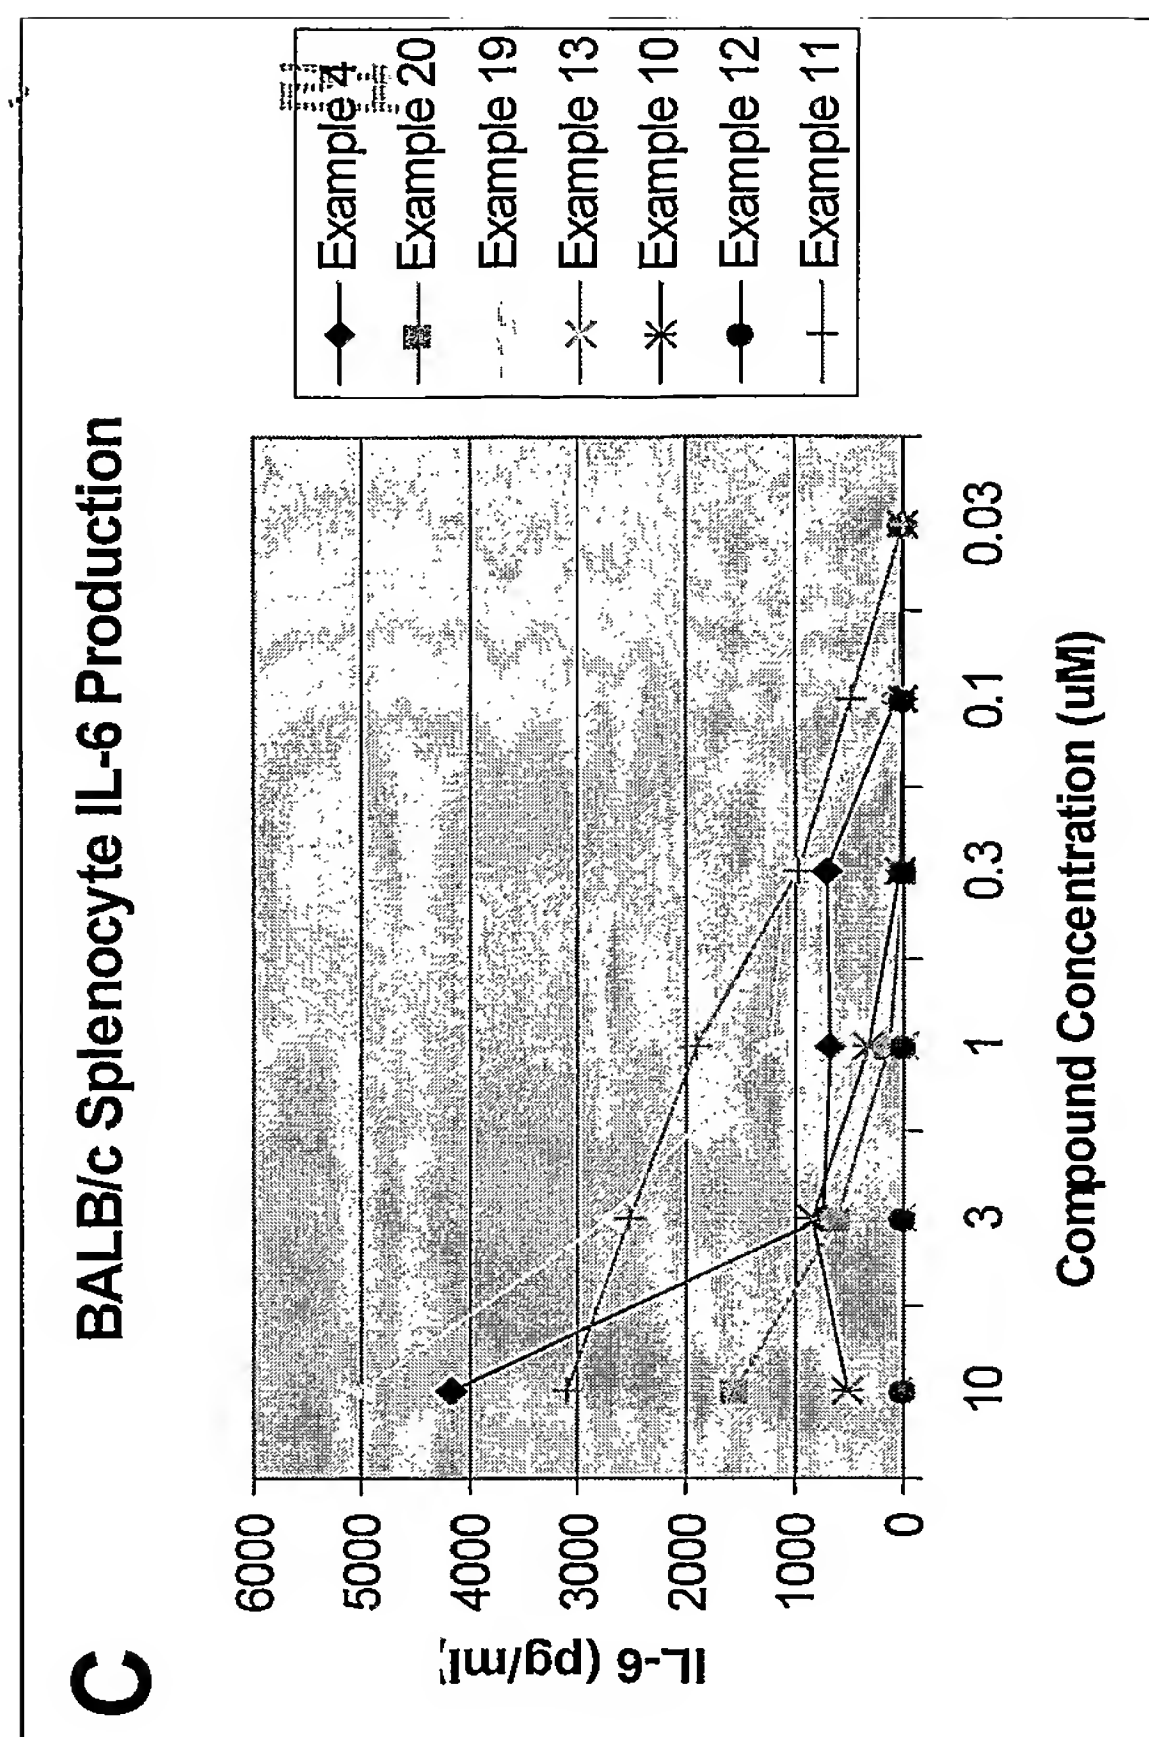 C
BALB/c Splenocyte IL-6 Production
IL-6 (pg/ml)
6000
5000
4000
3000
2000
1000
0
10
3
1
0.3
0.1
0.03
Compound Concentration (uM)
Example 4
Example 20
Example 19
Example 13
Example 10
Example 12
Example 11